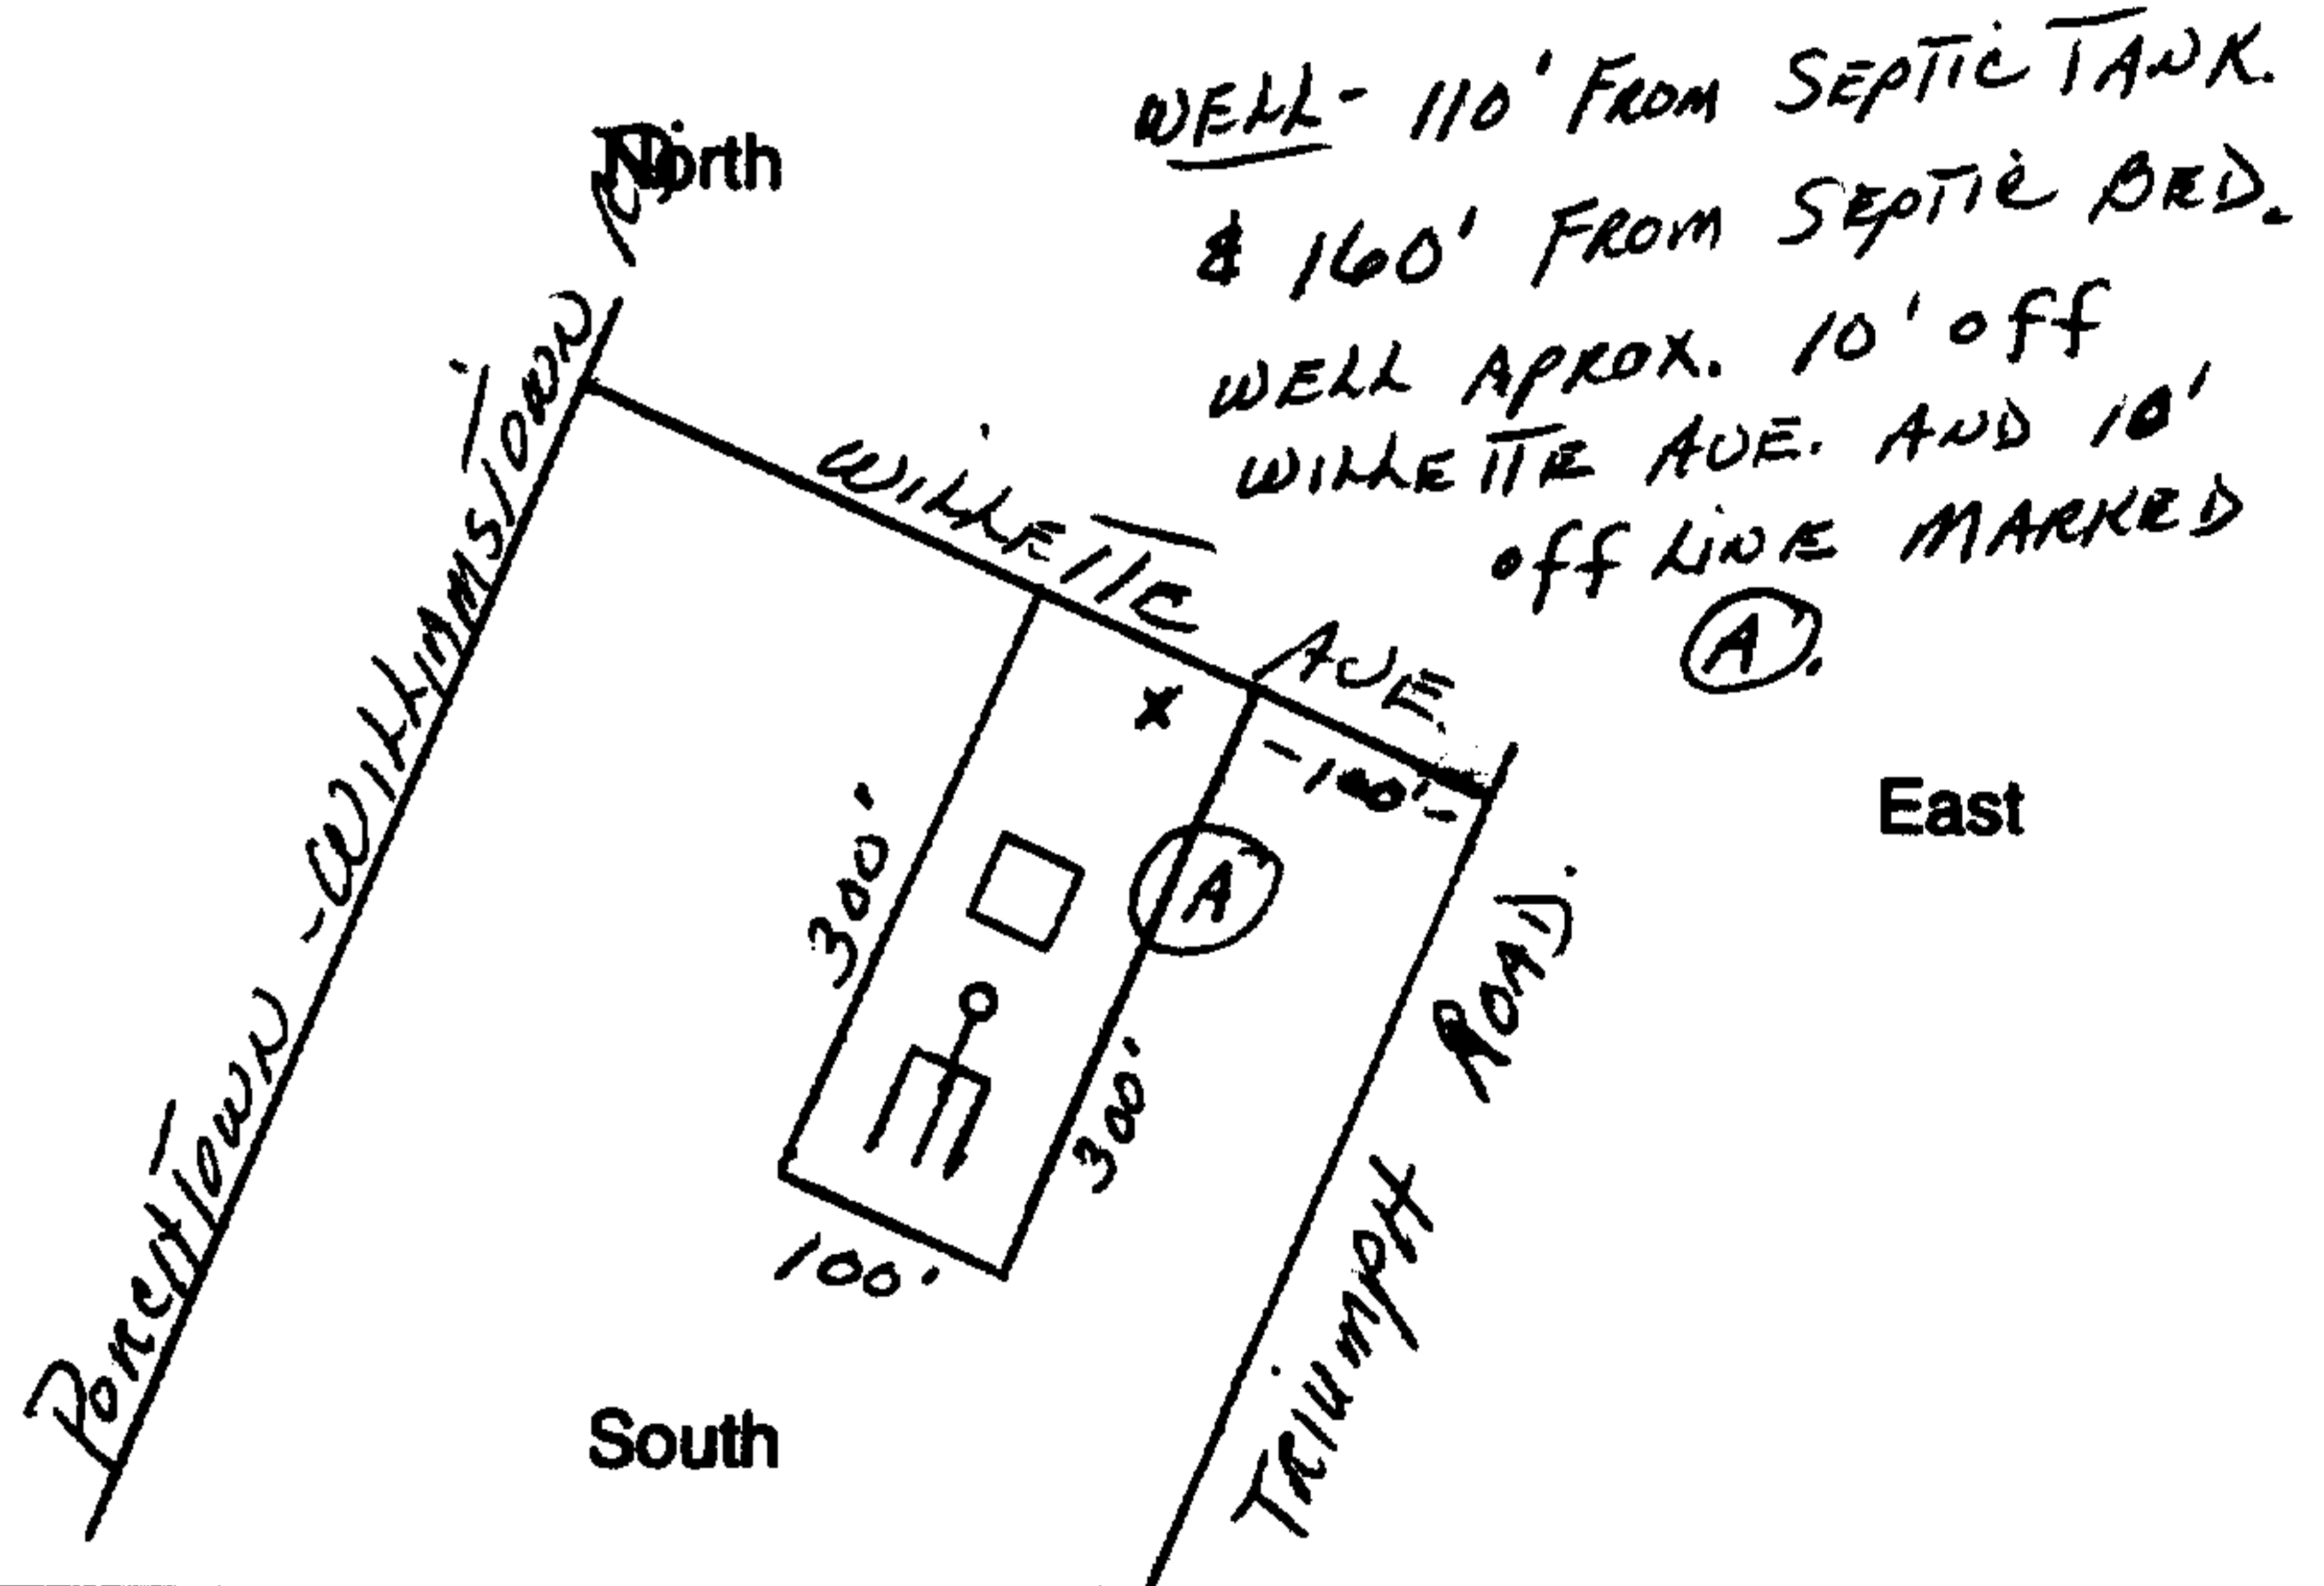 WELL - 110' FROM SEPTIC TANK.
North
& 160' FROM SEPTIC BED.
WELL APROX. 10' off
WILLETTE AVE. AND 10'
off LINE MARKED
A.
WILLETTE AVE.
-100'-
East
300'
A
300'
100'
South
-WILLIAMSTOWN
TRIUMPH ROAD.